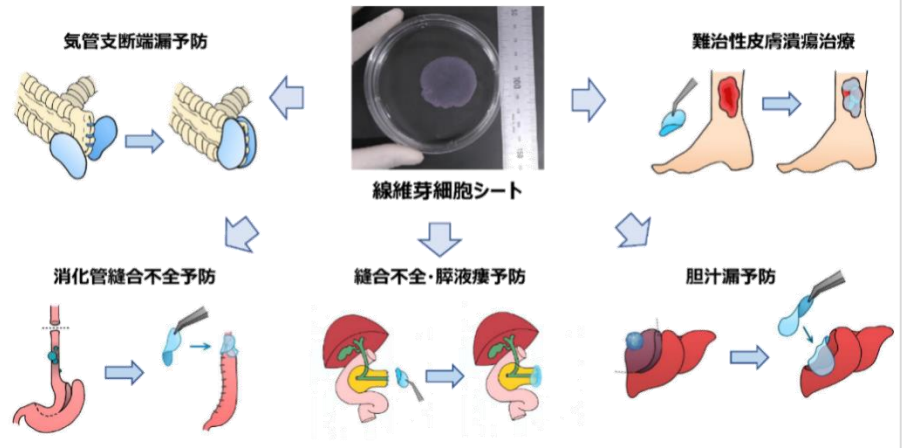 気管支断端漏予防
難治性皮膚潰瘍治療
線維芽細胞シート
消化管縫合不全予防
縫合不全・膵液瘻予防
胆汁漏予防